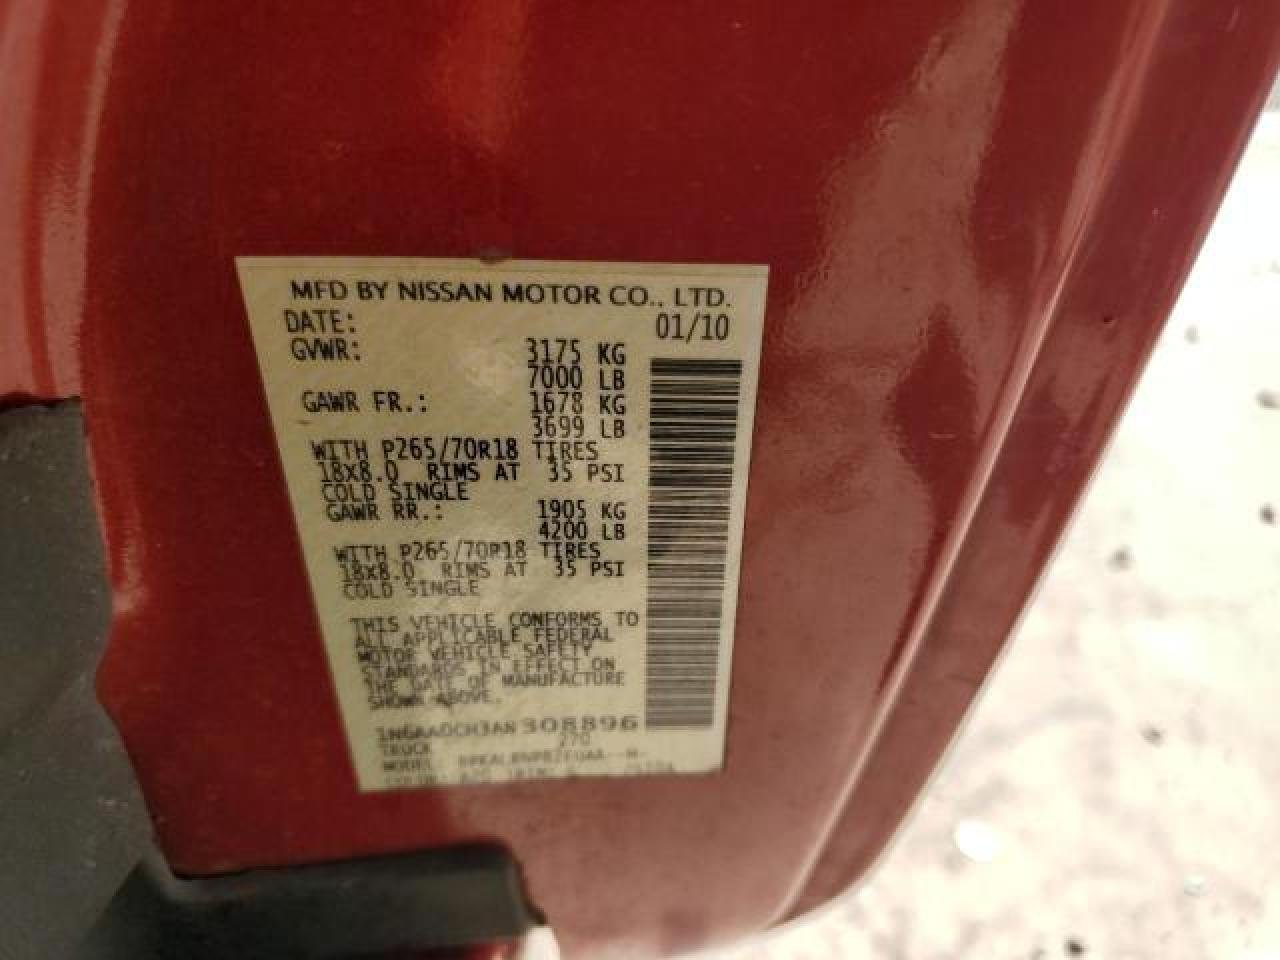 MFD BY NISSAN MOTOR CO., LTD.
DATE: 01/10
GVWR: 3175 KG
7000 LB
GAWR FR.: 1678 KG
3699 LB
WITH P265/70R18 TIRES
18X8.0 RIMS AT 35 PSI
COLD SINGLE
GAWR RR.: 1905 KG
4200 LB
WITH P265/70R18 TIRES
18X8.0 RIMS AT 35 PSI
COLD SINGLE
THIS VEHICLE CONFORMS TO
ALL APPLICABLE FEDERAL
MOTOR VEHICLE SAFETY
STANDARDS IN EFFECT ON
THE DATE OF MANUFACTURE
SHOWN ABOVE.
1N6AA0CH3AN308896
TRUCK 270
MODEL: